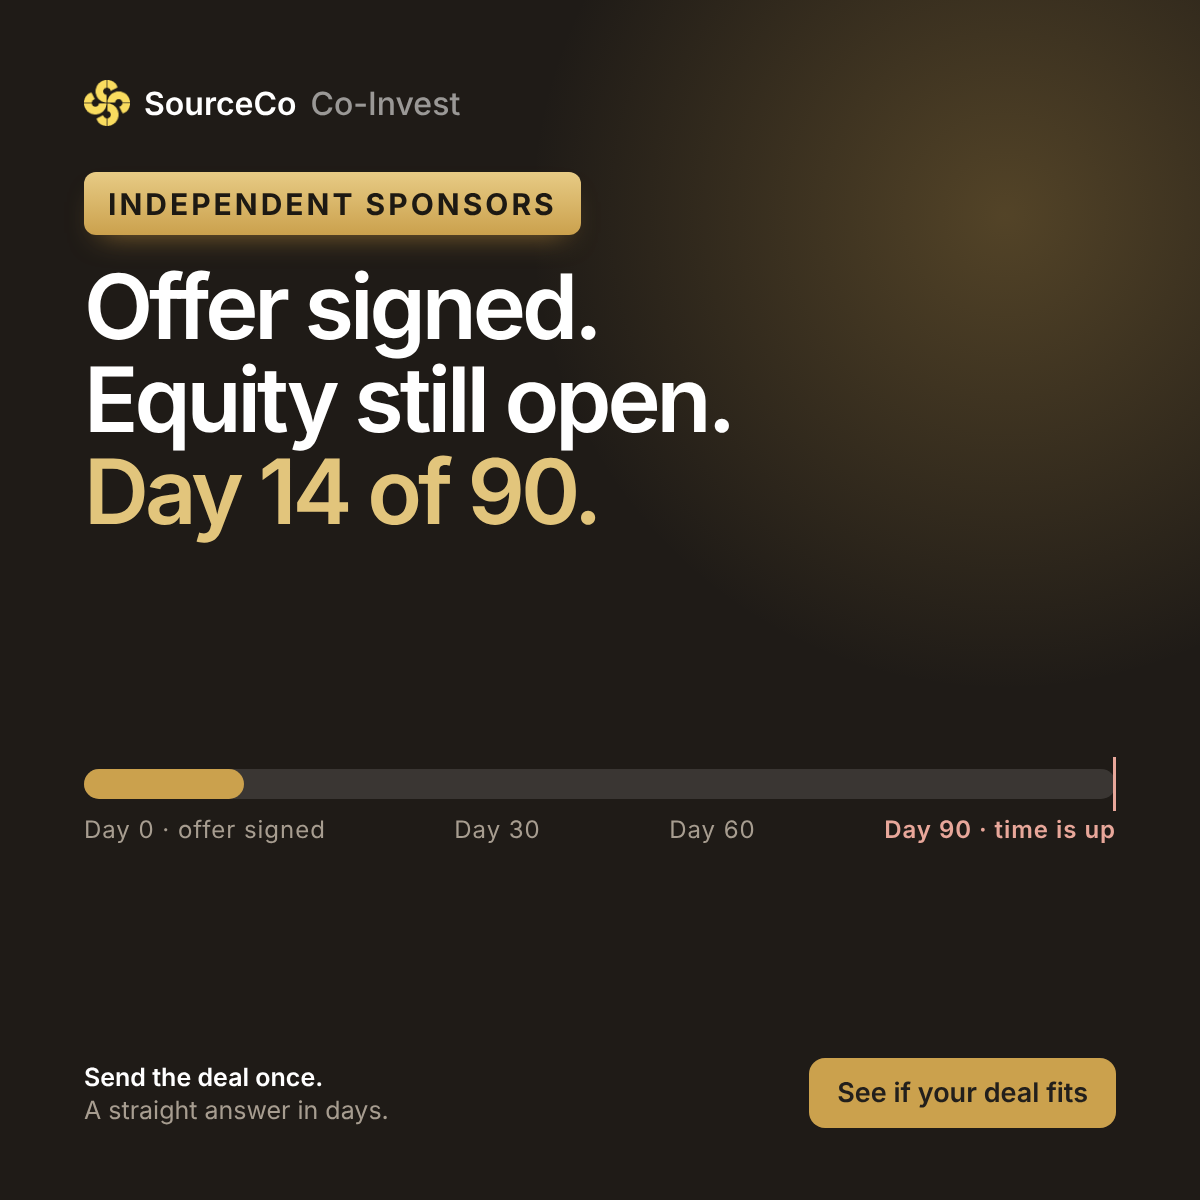 SourceCo Co-Invest
INDEPENDENT SPONSORS
Offer signed.
Equity still open.
Day 14 of 90.
Day 0 · offer signed
Day 30
Day 60
Day 90 · time is up
Send the deal once.
A straight answer in days.
See if your deal fits